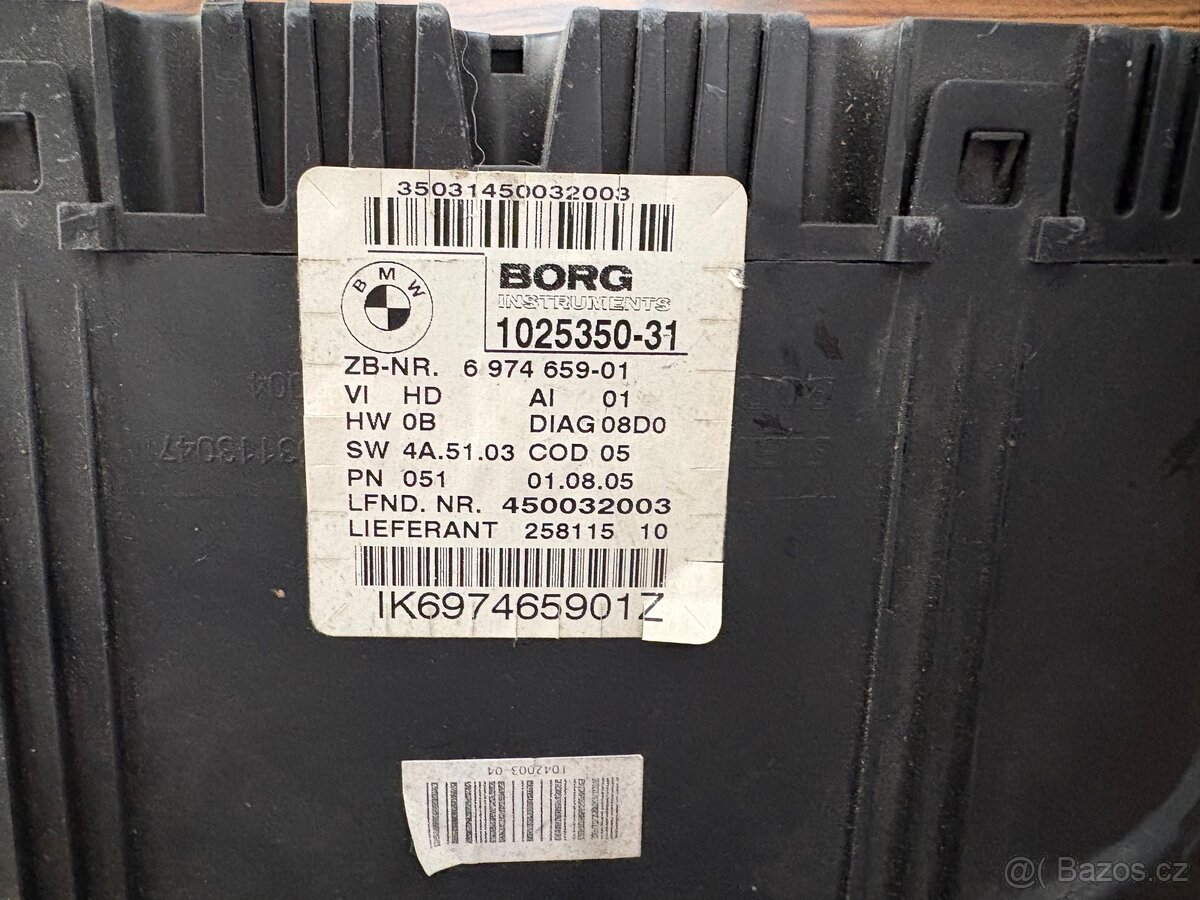 35031450032003
BMW
BORG
INSTRUMENTS
1025350-31
ZB-NR. 6 974 659-01
VI HD AI 01
HW 0B DIAG 08D0
SW 4A.51.03 COD 05
PN 051 01.08.05
LFND. NR. 450032003
LIEFERANT 258115 10
IK697465901Z
1042003-04
@( Bazos.cz